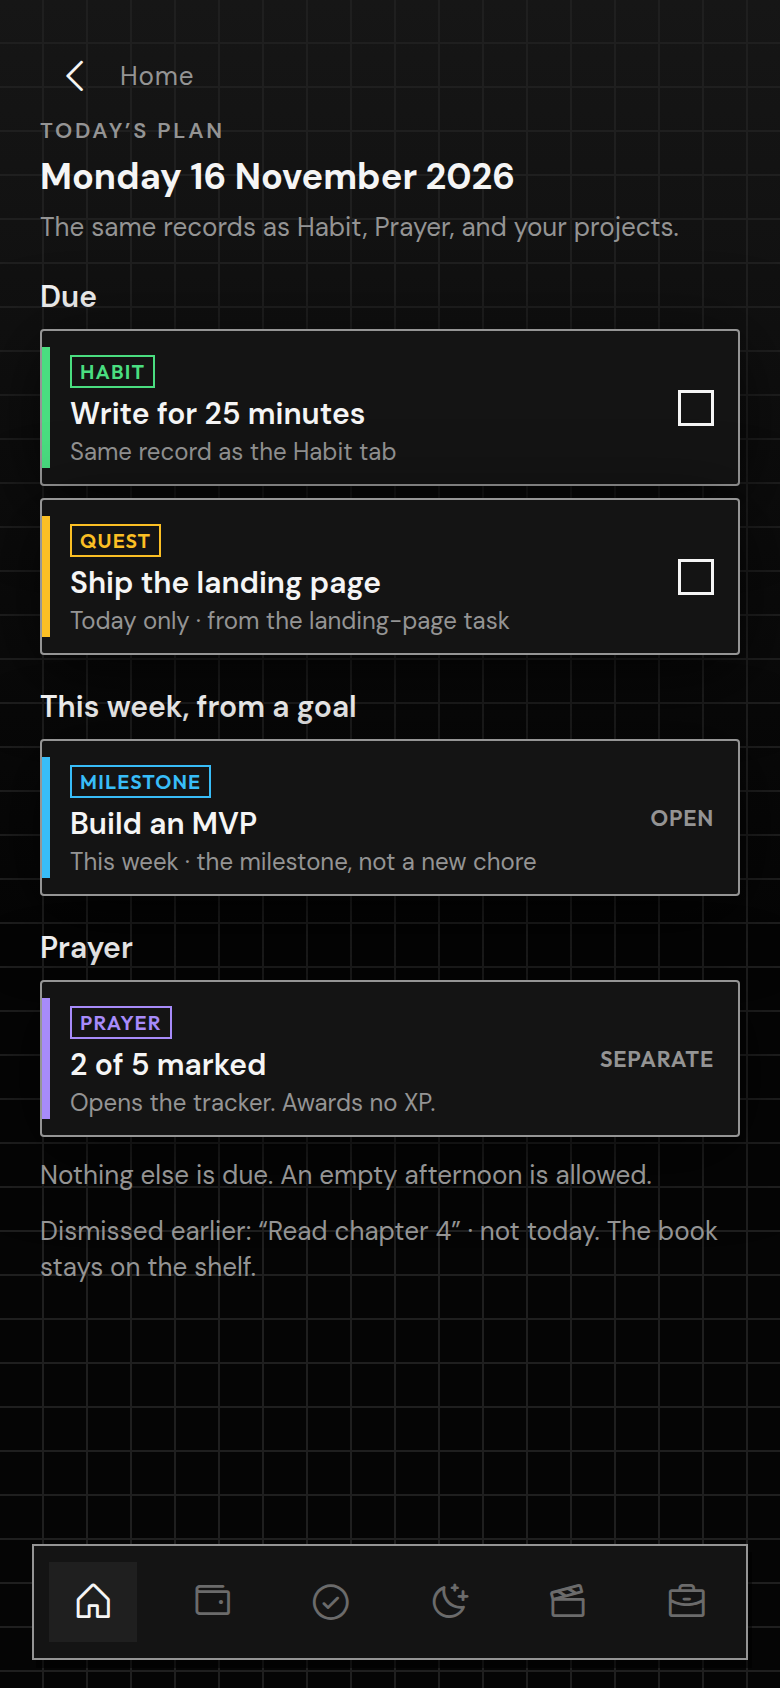 Home
TODAY’S PLAN
Monday 16 November 2026
The same records as Habit, Prayer, and your projects.
Due
HABIT
Write for 25 minutes
Same record as the Habit tab
QUEST
Ship the landing page
Today only · from the landing-page task
This week, from a goal
MILESTONE
Build an MVP
OPEN
This week · the milestone, not a new chore
Prayer
PRAYER
2 of 5 marked
SEPARATE
Opens the tracker. Awards no XP.
Nothing else is due. An empty afternoon is allowed.
Dismissed earlier: “Read chapter 4” · not today. The book
stays on the shelf.